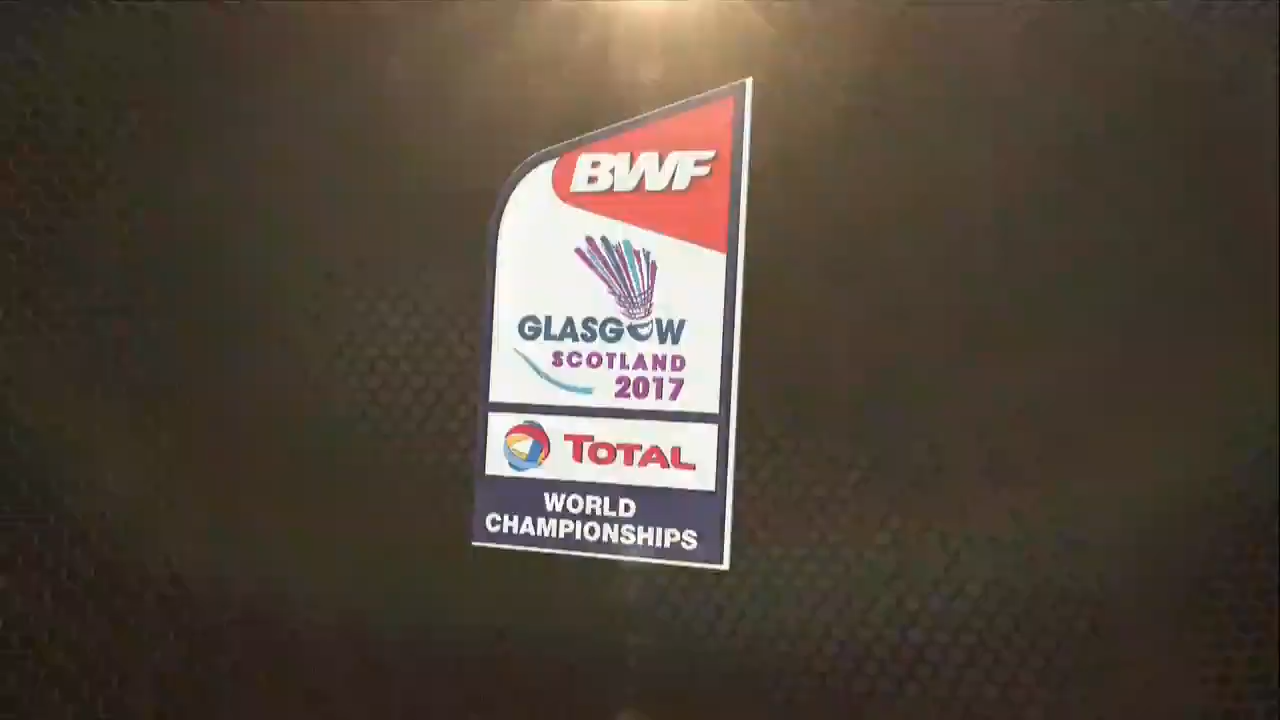 BWF
GLASGOW
SCOTLAND
2017
TOTAL
WORLD
CHAMPIONSHIPS